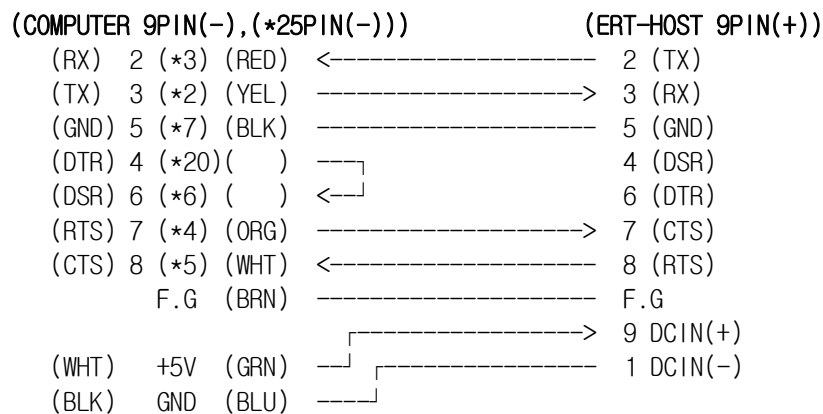 (COMPUTER 9PIN(-),(*25PIN(-))) (ERT-HOST 9PIN(+))
(RX) 2 (*3) (RED) <--------------------- 2 (TX)
(TX) 3 (*2) (YEL) --------------------> 3 (RX)
(GND) 5 (*7) (BLK) --------------------- 5 (GND)
(DTR) 4 (*20)( ) ---┐ 4 (DSR)
(DSR) 6 (*6) ( ) <--┘ 6 (DTR)
(RTS) 7 (*4) (ORG) --------------------> 7 (CTS)
(CTS) 8 (*5) (WHT) <--------------------- 8 (RTS)
F.G (BRN) --------------------- F.G
┌-----------------> 9 DCIN(+)
(WHT) +5V (GRN) --┘ ┌---------------- 1 DCIN(-)
(BLK) GND (BLU) ----┘